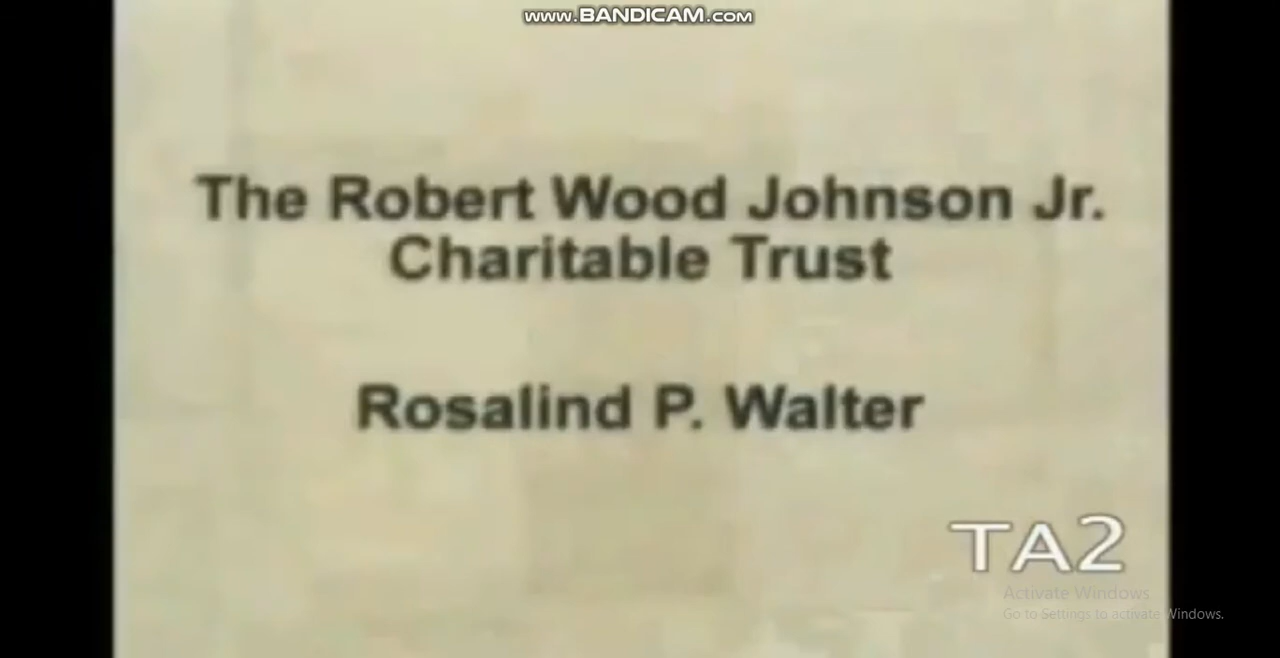 www.BANDICAM.com
The Robert Wood Johnson Jr.
Charitable Trust
Rosalind P. Walter
TA2
Activate Windows
Go to Settings to activate Windows.